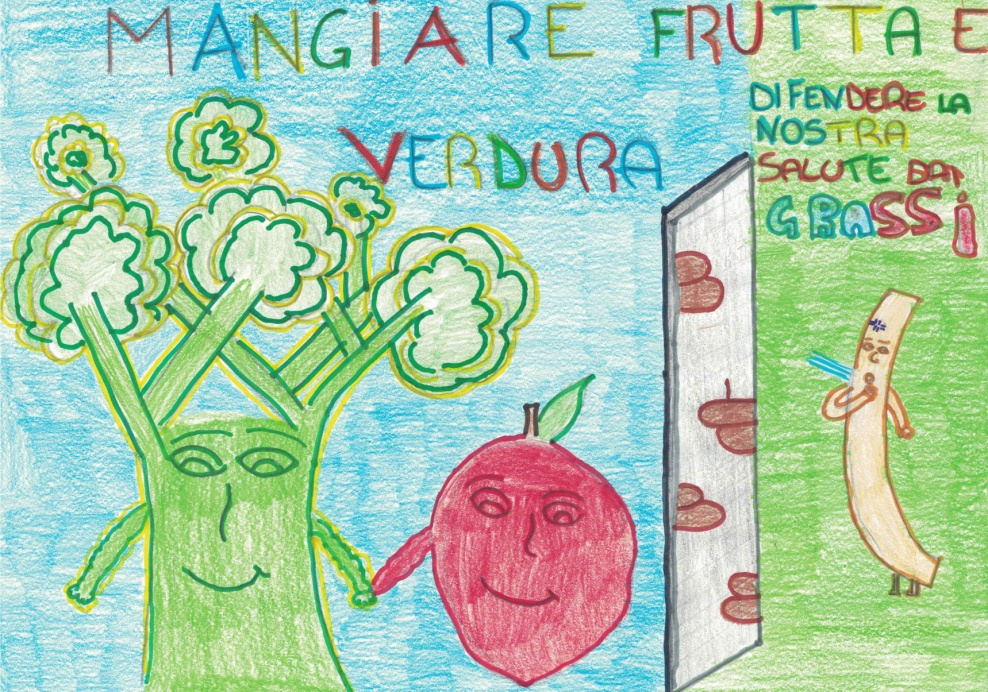 MANGIARE FRUTTA E
VERDURA
DIFENDERE LA
NOSTRA
SALUTE DAI
GRASSI